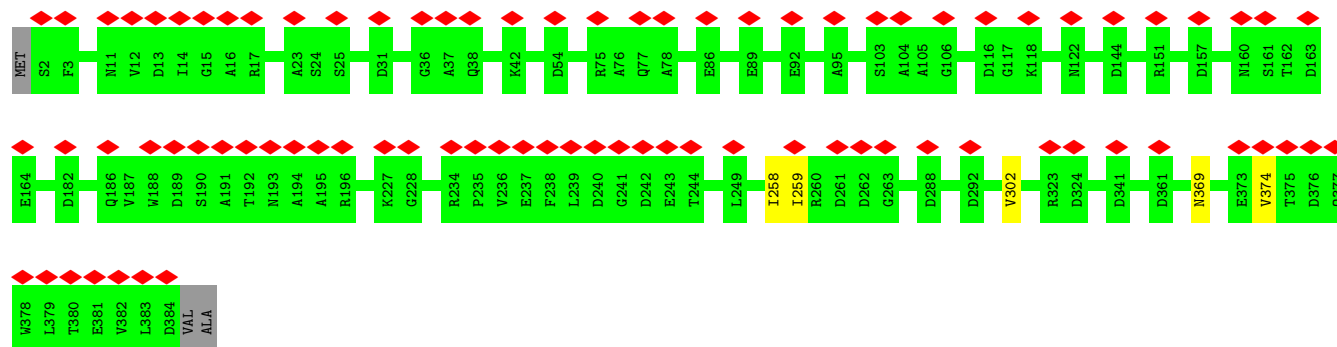 MET S2 F3 N11 V12 D13 I14 G15 A16 R17 A23 S24 S25 D31 G36 A37 Q38 K42 D54 R75 A76 Q77 A78 E86 E89 E92 A95 S103 A104 A105 G106 D116 G117 K118 N122 D144 R151 D157 N160 S161 T162 D163
E164 D182 Q186 V187 W188 D189 S190 A191 T192 N193 A194 A195 R196 K227 G228 R234 P235 V236 E237 F238 L239 D240 G241 D242 E243 T244 L249 I258 I259 R260 D261 D262 G263 D288 D292 V302 R323 D324 D341 D361 N369 E373 V374 T375 D376
W378 L379 T380 E381 V382 L383 D384 VAL ALA